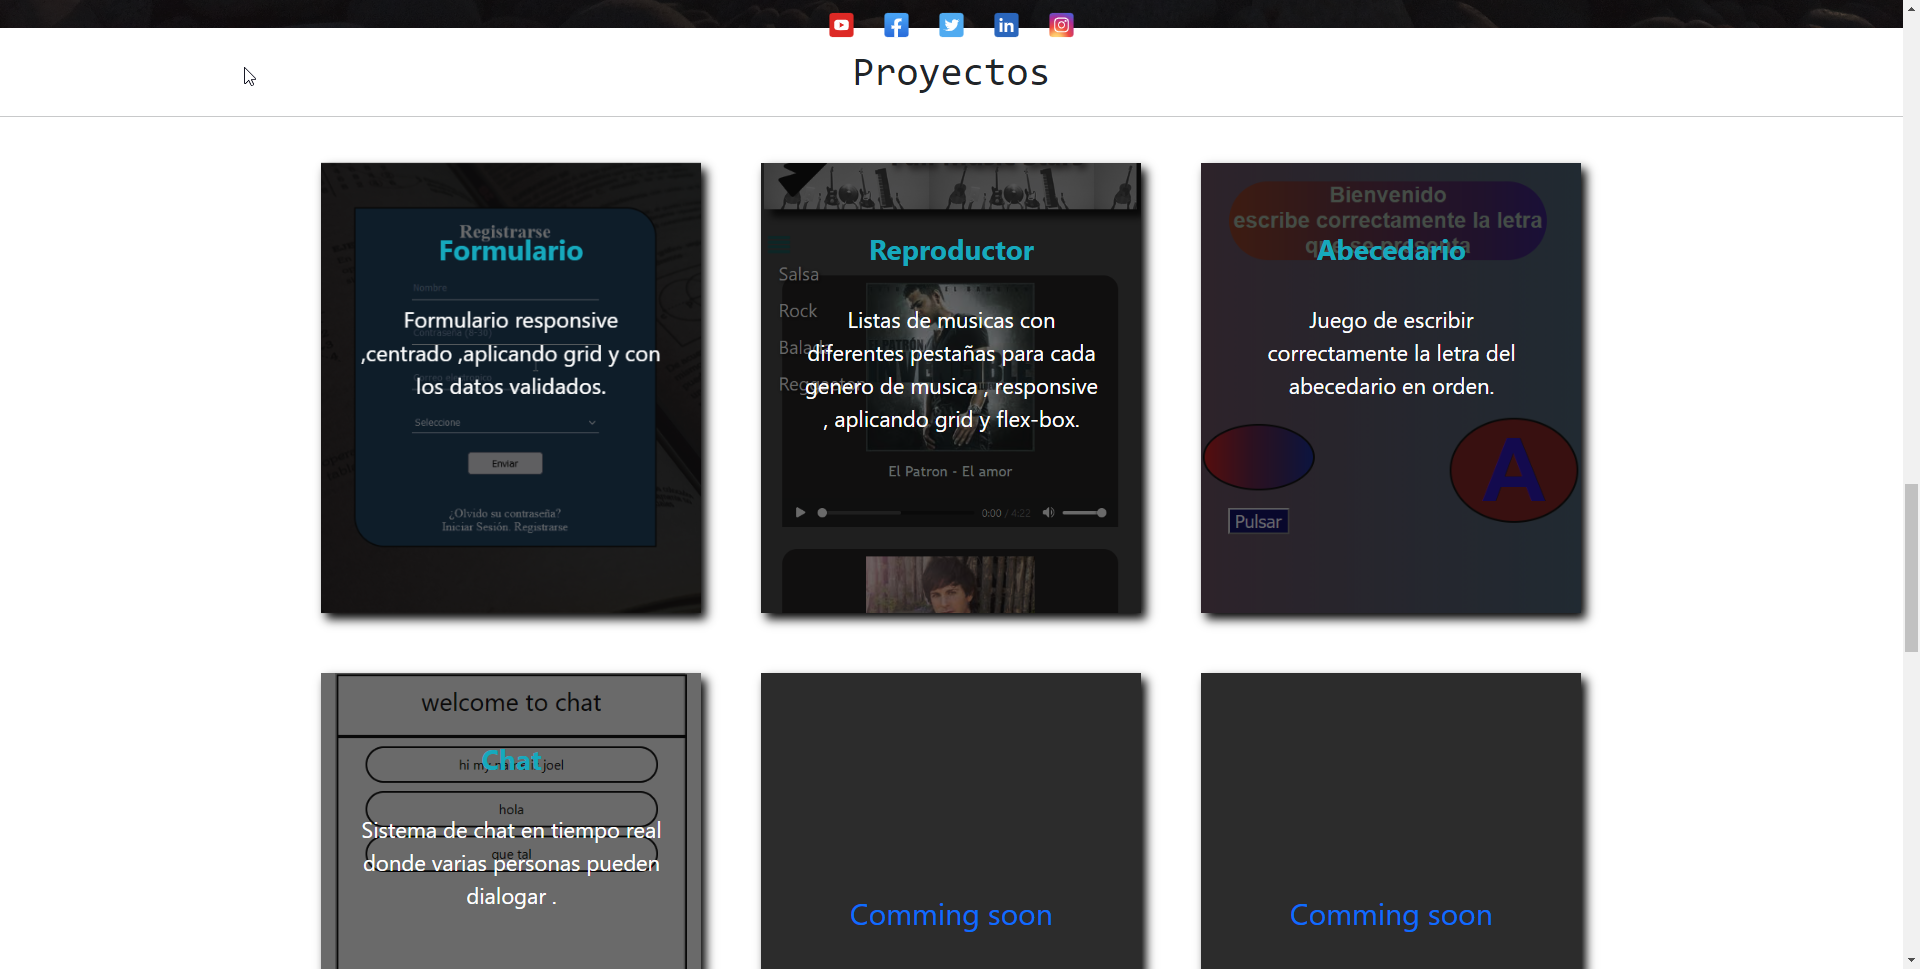 Proyectos
Registrarse
Formulario
Nombre
Formulario responsive
,centrado ,aplicando grid y con
los datos validados.
Seleccione
Enviar
¿Olvido su contraseña?
Iniciar Sesión. Registrarse
Reproductor
Salsa
Rock
Balada
Reggaeton
Listas de musicas con
diferentes pestañas para cada
genero de musica , responsive
, aplicando grid y flex-box.
El Patron - El amor
0:00 / 4:22
Bienvenido
escribe correctamente la letra
que se presenta
Abecedario
Juego de escribir
correctamente la letra del
abecedario en orden.
A
Pulsar
welcome to chat
Chat
hi my name is joel
hola
Sistema de chat en tiempo real
que tal
donde varias personas pueden
dialogar .
Comming soon
Comming soon